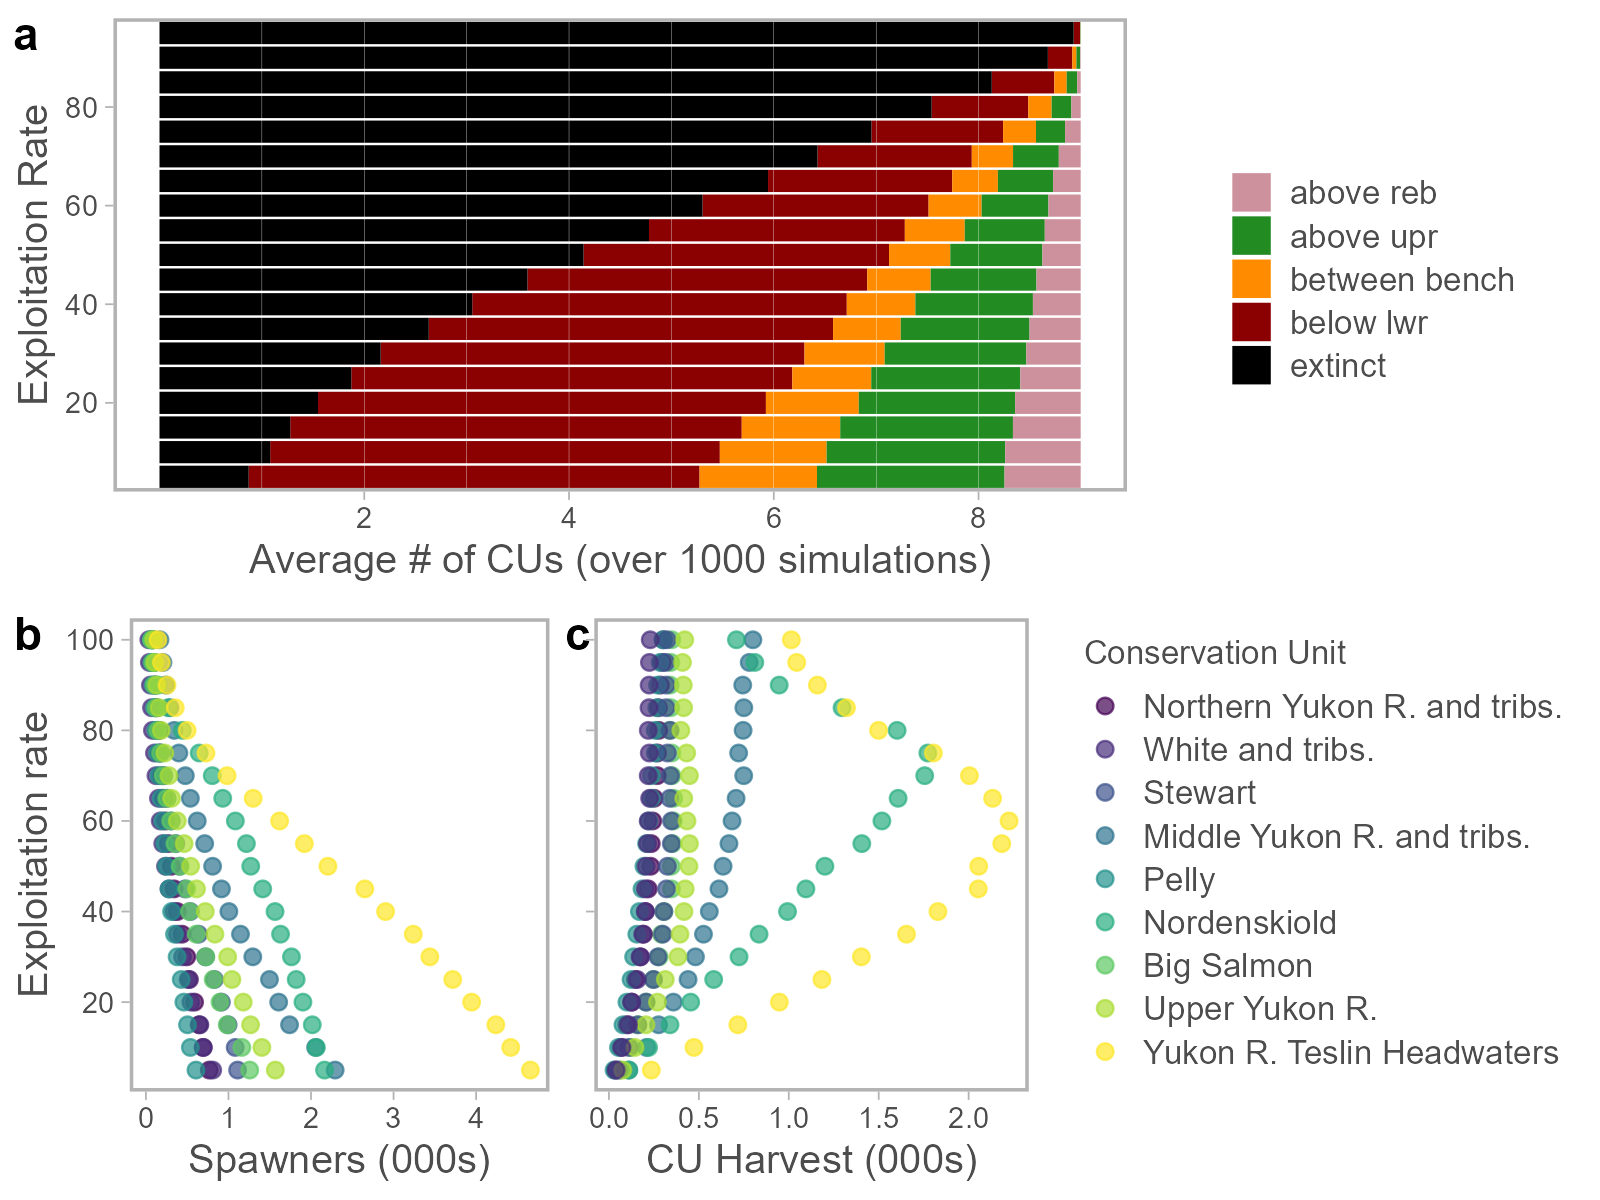 a
Exploitation Rate
80
60
40
20
2 4 6 8
Average # of CUs (over 1000 simulations)
above reb
above upr
between bench
below lwr
extinct
b
Exploitation rate
100
80
60
40
20
0 1 2 3 4
Spawners (000s)
c
0.0 0.5 1.0 1.5 2.0
CU Harvest (000s)
Conservation Unit
Northern Yukon R. and tribs.
White and tribs.
Stewart
Middle Yukon R. and tribs.
Pelly
Nordenskiold
Big Salmon
Upper Yukon R.
Yukon R. Teslin Headwaters